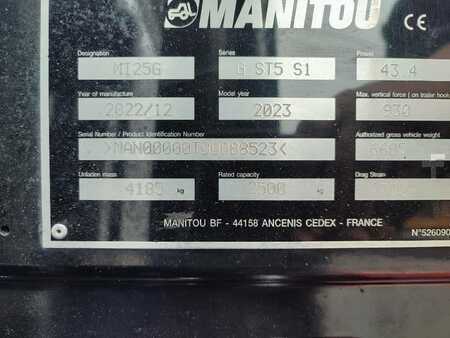 MANITOU CE
Designation Series Power
MI25G G ST5 S1 43 4
Year of manufacture Model year Max. vertical force (on trailer hook
2022/12 2023 930
Serial Number / Product Identification Number Authorized gross vehicle weight
6685
Unladen mass Rated capacity Drag Strain
4185 kg 2500 kg
MANITOU BF - 44158 ANCENIS CEDEX - FRANCE
N°526090